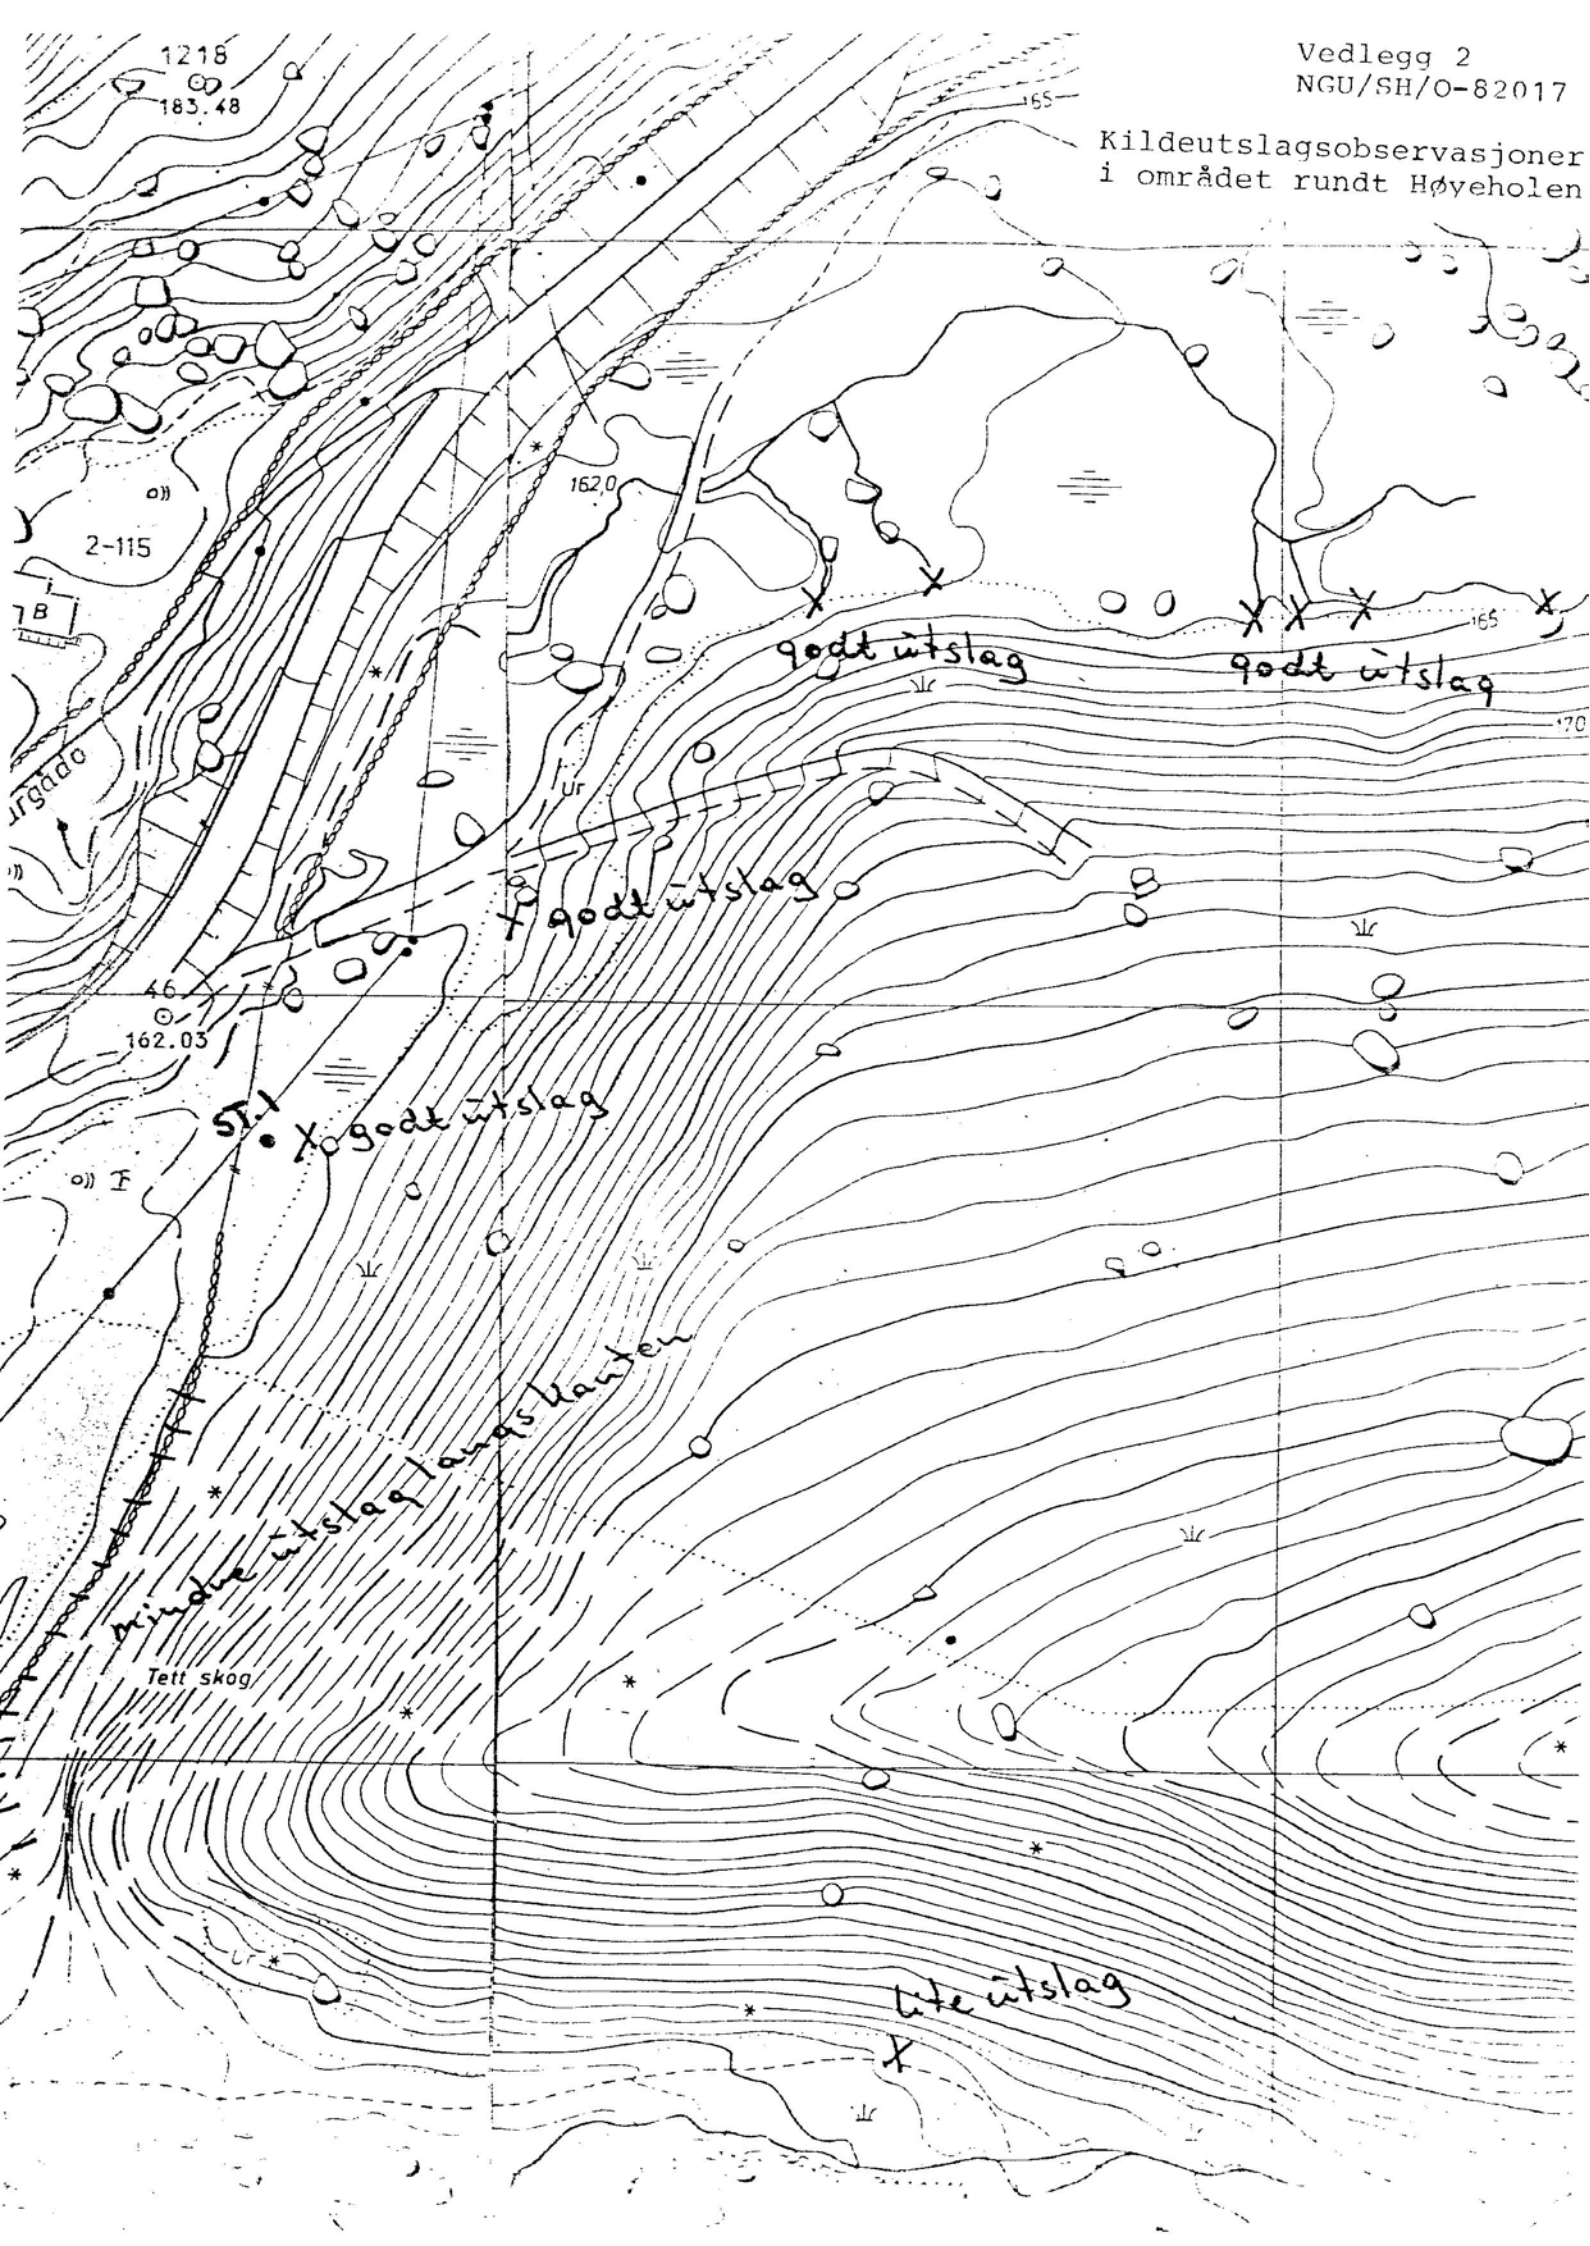 Vedlegg 2
NGU/SH/O-82017
Kildeutslagsobservasjoner
i området rundt Høyeholen
1218
183.48
165
162,0
2-115
B
165
godt utslag
godt utslag
170
urgådo
Ur
godt utslag
46
162.03
ST.1
godt utslag
mindre utslag langs kanten
Tett skog
Ur
lite utslag